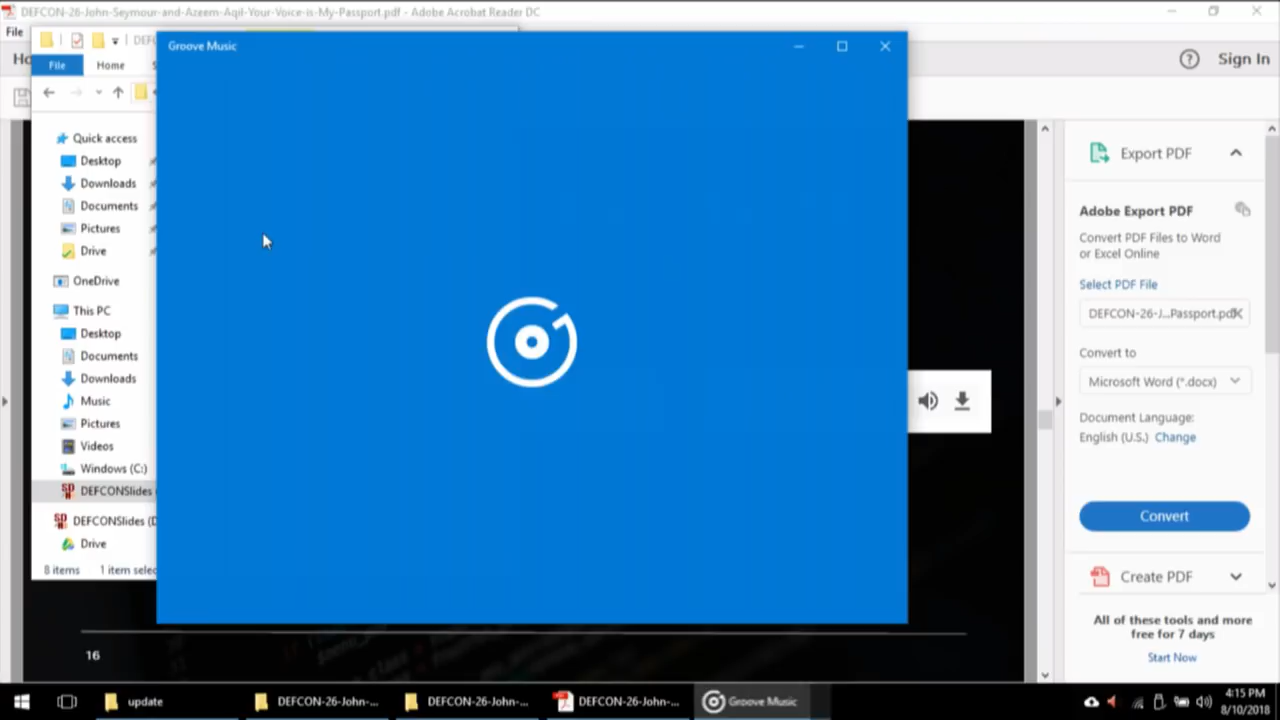 DEFCON-26-John-Seymour-and-Azeem-Aqil-Your-Voice-is-My-Passport.pdf - Adobe Acrobat Reader DC
File
Sign In
DEF
Groove Music
File
Home
Quick access
Desktop
Downloads
Documents
Pictures
Drive
OneDrive
This PC
Desktop
Documents
Downloads
Music
Pictures
Videos
Windows (C:)
DEFCONSlides
DEFCONSlides (D
Drive
8 items 1 item selec
16
Export PDF
Adobe Export PDF
Convert PDF Files to Word
or Excel Online
Select PDF File
DEFCON-26-J...Passport.pdf
Convert to
Microsoft Word (*.docx)
Document Language:
English (U.S.) Change
Convert
Create PDF
All of these tools and more
free for 7 days
Start Now
update
DEFCON-26-John-...
DEFCON-26-John-...
DEFCON-26-John-...
Groove Music
4:15 PM
8/10/2018